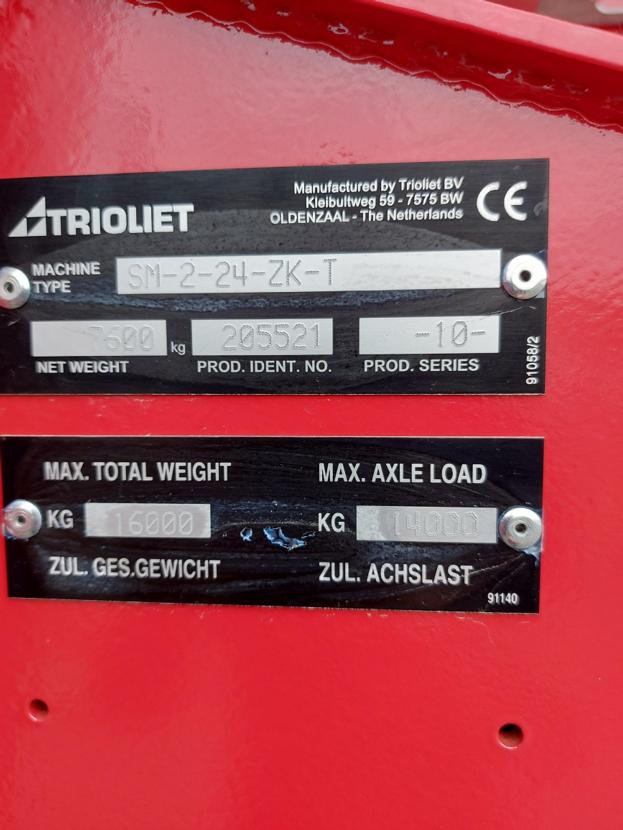 TRIOLIET
Manufactured by Trioliet BV
Kleibultweg 59 - 7575 BW
OLDENZAAL - The Netherlands
CE
MACHINE TYPE SM-2-24-ZK-T
7600 kg 205521 -10-
NET WEIGHT PROD. IDENT. NO. PROD. SERIES
91058/2
MAX. TOTAL WEIGHT MAX. AXLE LOAD
KG 16000 KG 14000
ZUL. GES.GEWICHT ZUL. ACHSLAST
91140